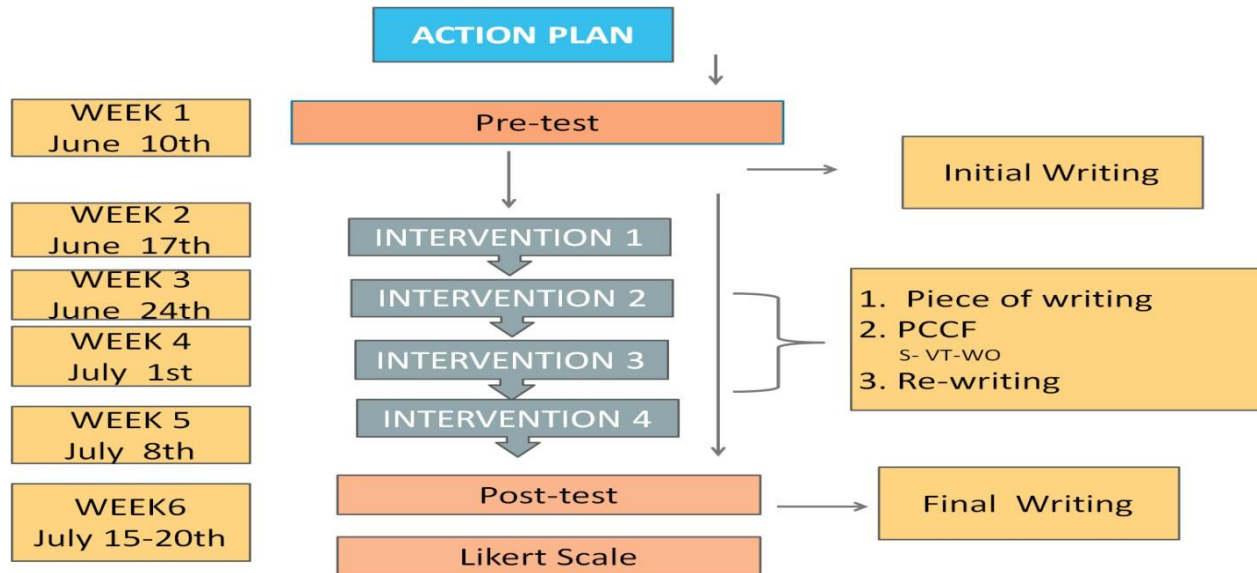 ACTION PLAN
WEEK 1
June 10th
Pre-test
Initial Writing
WEEK 2
June 17th
INTERVENTION 1
WEEK 3
June 24th
INTERVENTION 2
1. Piece of writing
2. PCCF
S- VT-WO
3. Re-writing
WEEK 4
July 1st
INTERVENTION 3
WEEK 5
July 8th
INTERVENTION 4
WEEK6
July 15-20th
Post-test
Final Writing
Likert Scale